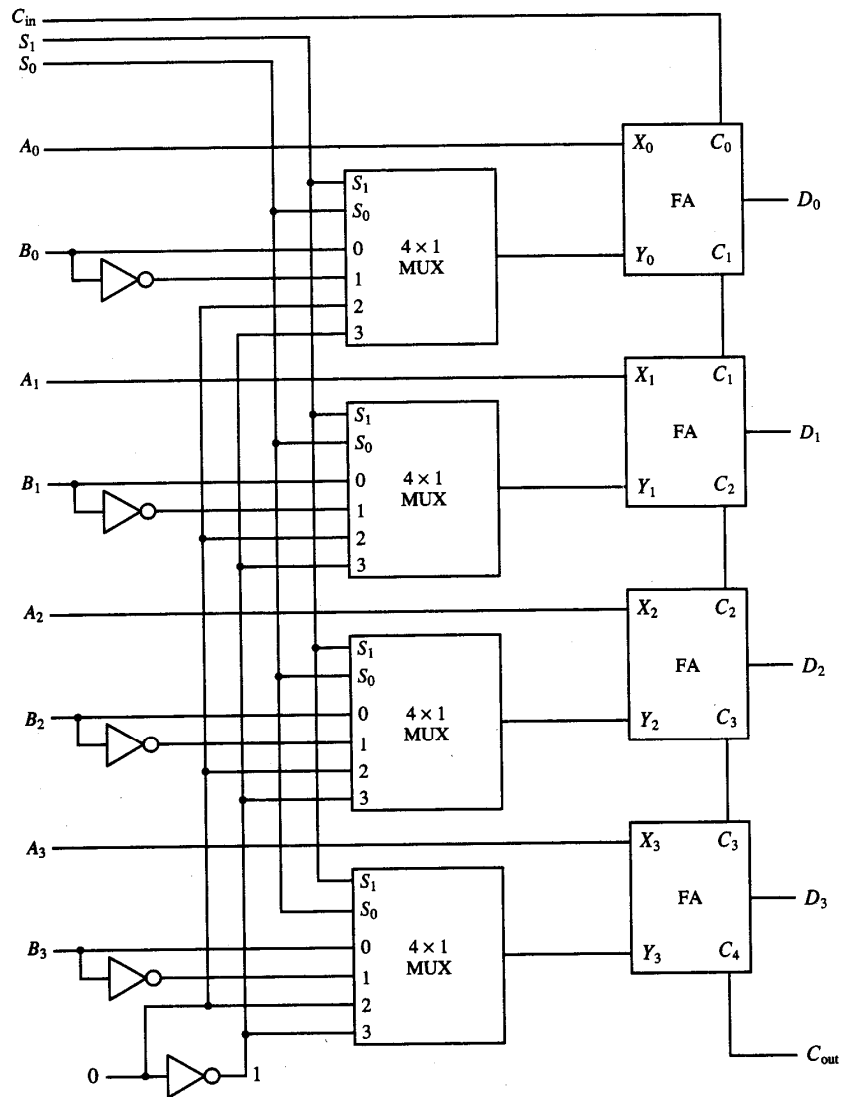 C_in
S_1
S_0
A_0
X_0 C_0
S_1
S_0
FA
D_0
B_0
0
4 × 1
MUX
Y_0 C_1
1
2
3
A_1
X_1 C_1
S_1
S_0
FA
D_1
B_1
0
4 × 1
MUX
Y_1 C_2
1
2
3
A_2
X_2 C_2
S_1
S_0
FA
D_2
B_2
0
4 × 1
MUX
Y_2 C_3
1
2
3
A_3
X_3 C_3
S_1
S_0
FA
D_3
B_3
0
4 × 1
MUX
Y_3 C_4
1
2
3
C_out
0 1